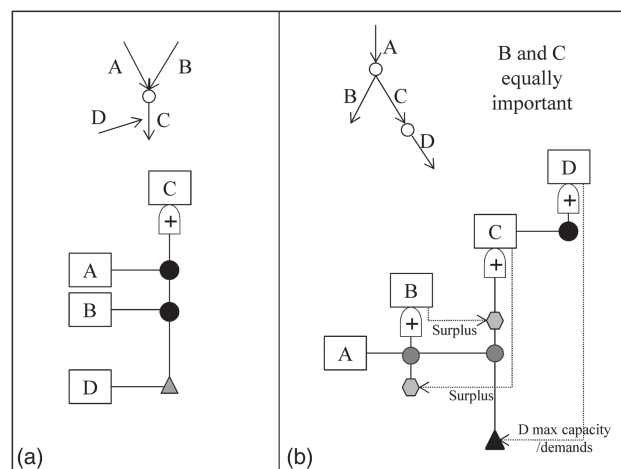 A
B
D
C
C
+
A
B
D
(a)
A
B
C
D
B and C
equally
important
D
+
C
+
B
+
Surplus
A
Surplus
D max capacity
/demands
(b)